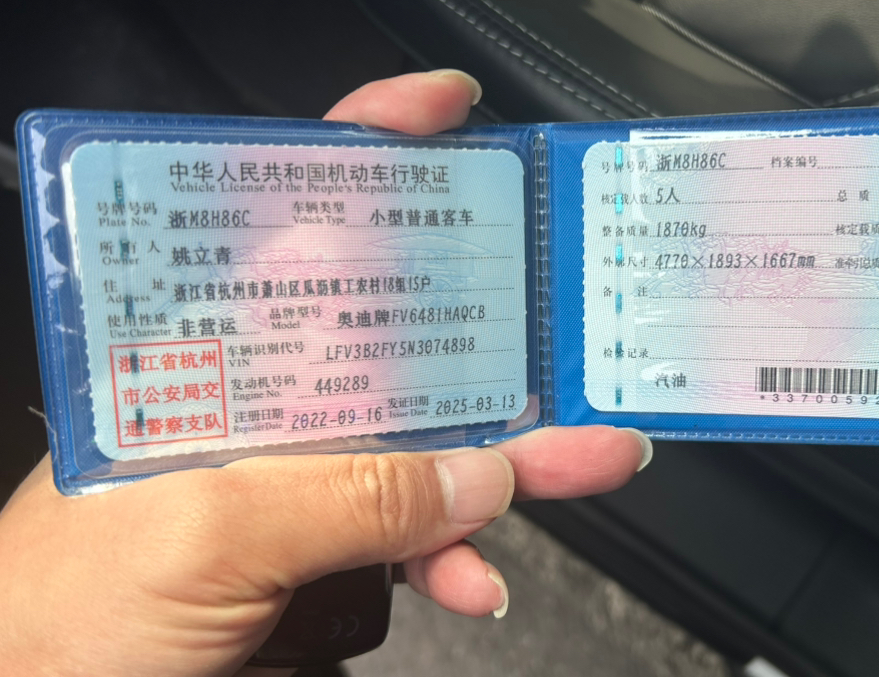 中华人民共和国机动车行驶证
Vehicle License of the People's Republic of China
号牌号码 浙M8H86C 车辆类型 小型普通客车
Plate No. Vehicle Type
所有人 姚立青
Owner
住址 浙江省杭州市萧山区瓜沥镇工农村18组15户
Address
使用性质 非营运 品牌型号 奥迪牌FV6481HAQCB
Use Character Model
浙江省杭州
市公安局交
通警察支队
车辆识别代号 LFV3B2FY5N3074898
VIN
发动机号码 449289
Engine No.
注册日期 2022-09-16 发证日期 2025-03-13
Register Date Issue Date
号牌号码 浙M8H86C 档案编号
核定载人数 5人 总质
整备质量 1870kg 核定载质
外廓尺寸 4770×1893×1667mm 准牵引总质
备注
检验记录
汽油
*3370059